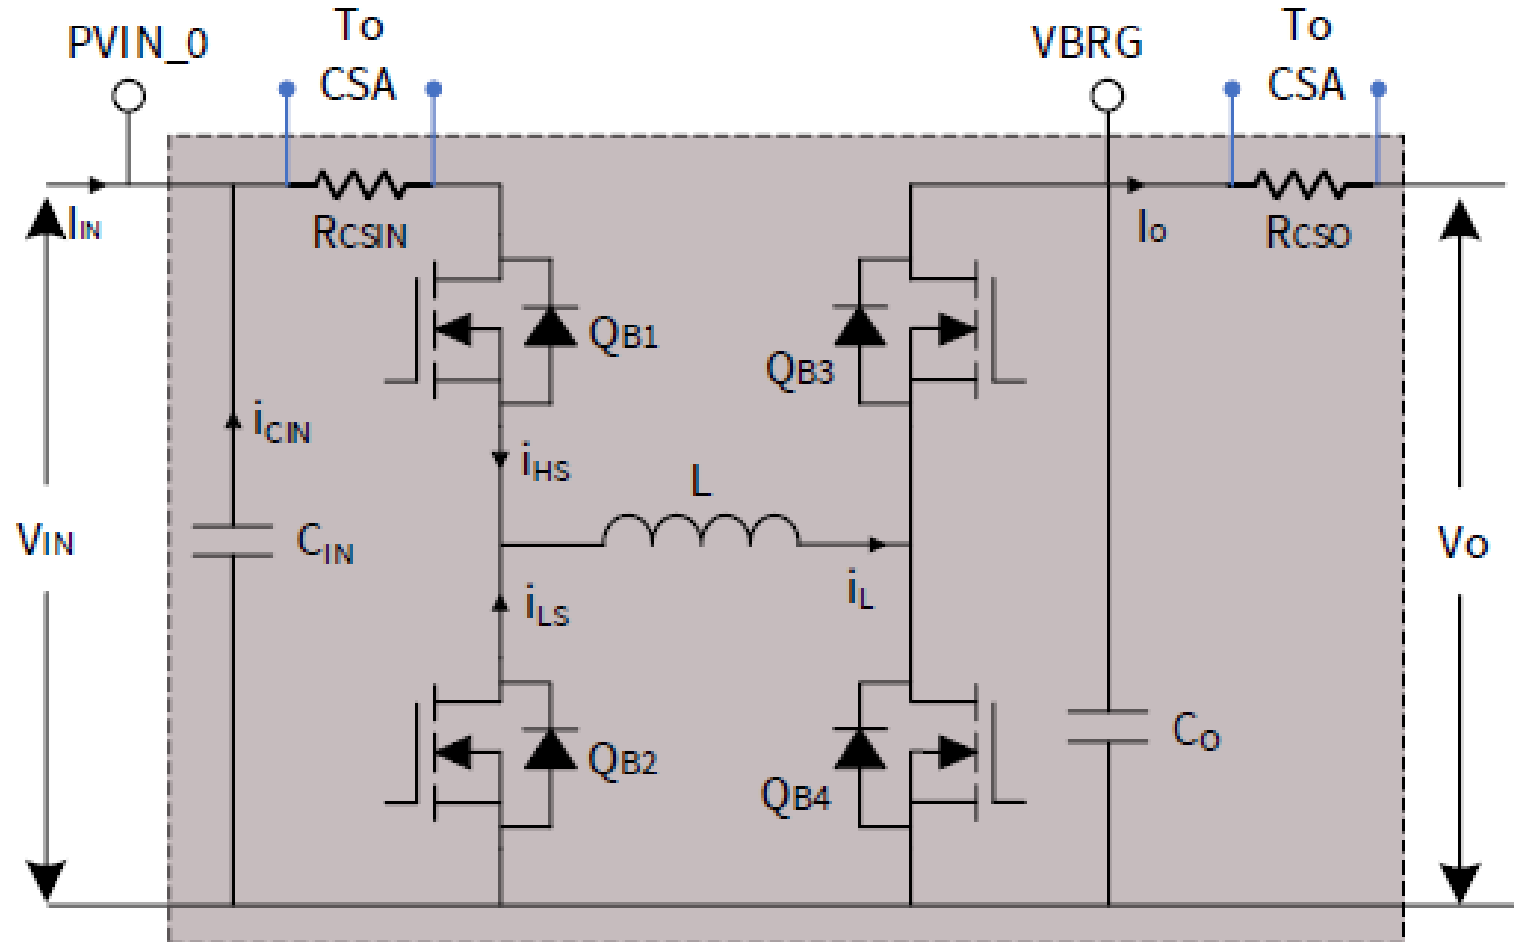 PVIN_0
To
CSA
VBRG
To
CSA
IIN
RCSIN
Io
RCSO
QB1
QB3
iCIN
iHS
L
VIN
CIN
iL
Vo
iLS
QB2
QB4
Co